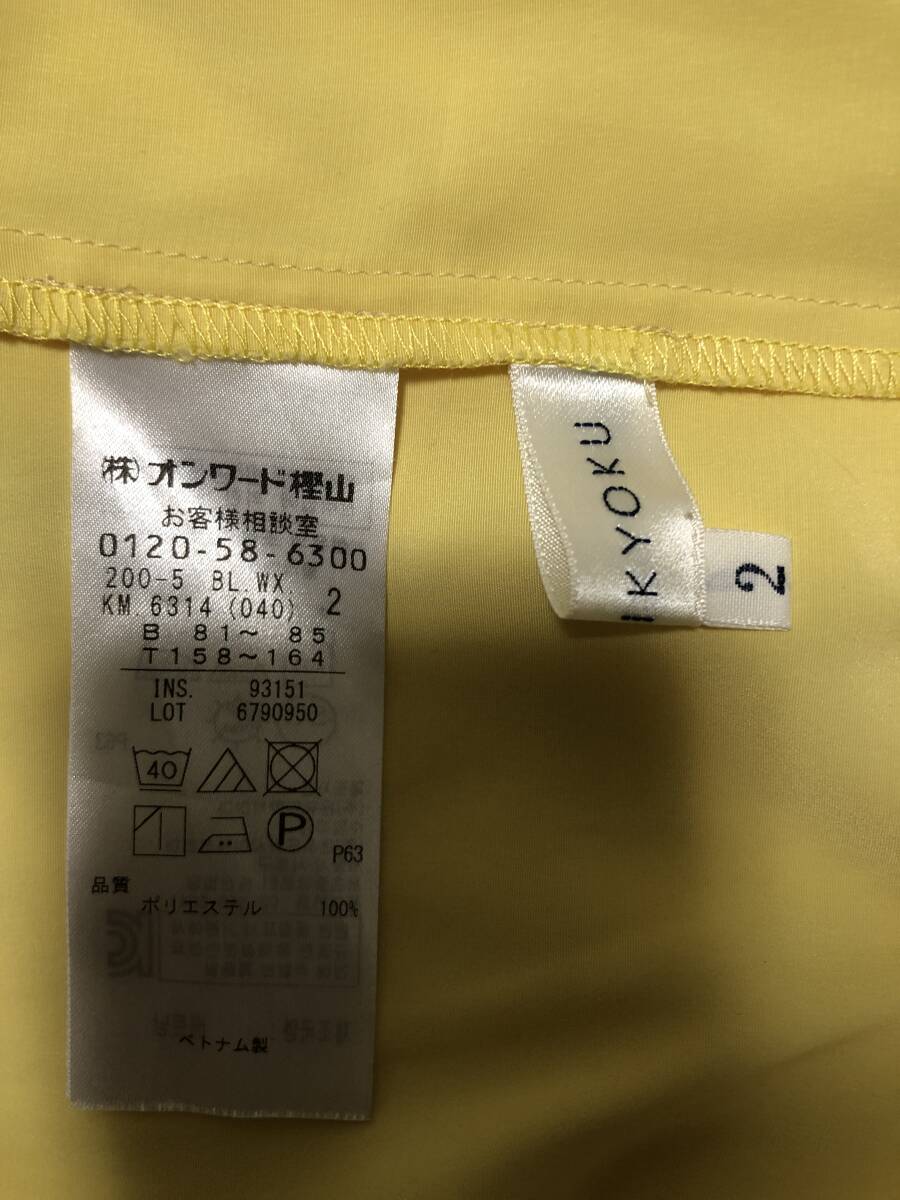 (株)オンワード樫山
お客様相談室
0120-58-6300
200-5 BL.WX.
KM 6314 (040) 2
B 81~ 85
T158~164
INS. 93151
LOT 6790950
40
P
P63
品質
ポリエステル 100%
ベトナム製
IKYOKU
2
P63